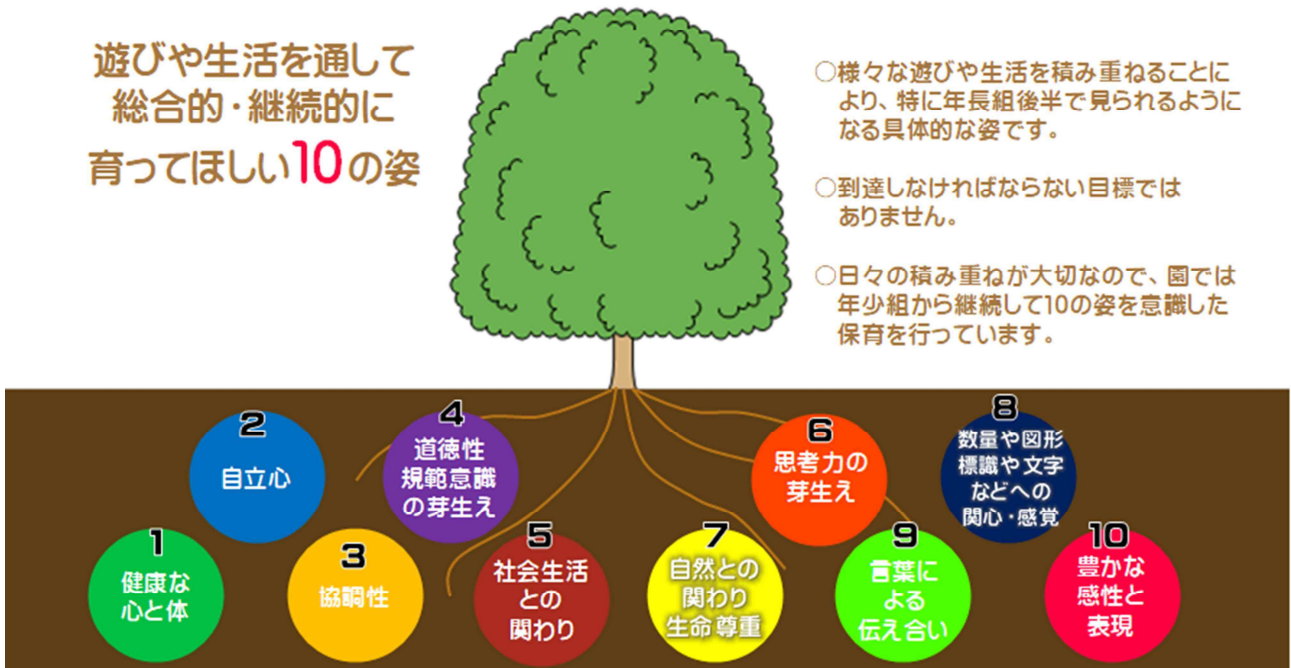 遊びや生活を通して
総合的・継続的に
育ってほしい10の姿
○様々な遊びや生活を積み重ねることに
より、特に年長組後半で見られるように
なる具体的な姿です。
○到達しなければならない目標では
ありません。
○日々の積み重ねが大切なので、園では
年少組から継続して10の姿を意識した
保育を行っています。
1
健康な
心と体
2
自立心
3
協調性
4
道徳性
規範意識
の芽生え
5
社会生活
との
関わり
6
思考力の
芽生え
7
自然との
関わり
生命尊重
8
数量や図形
標識や文字
などへの
関心・感覚
9
言葉に
よる
伝え合い
10
豊かな
感性と
表現